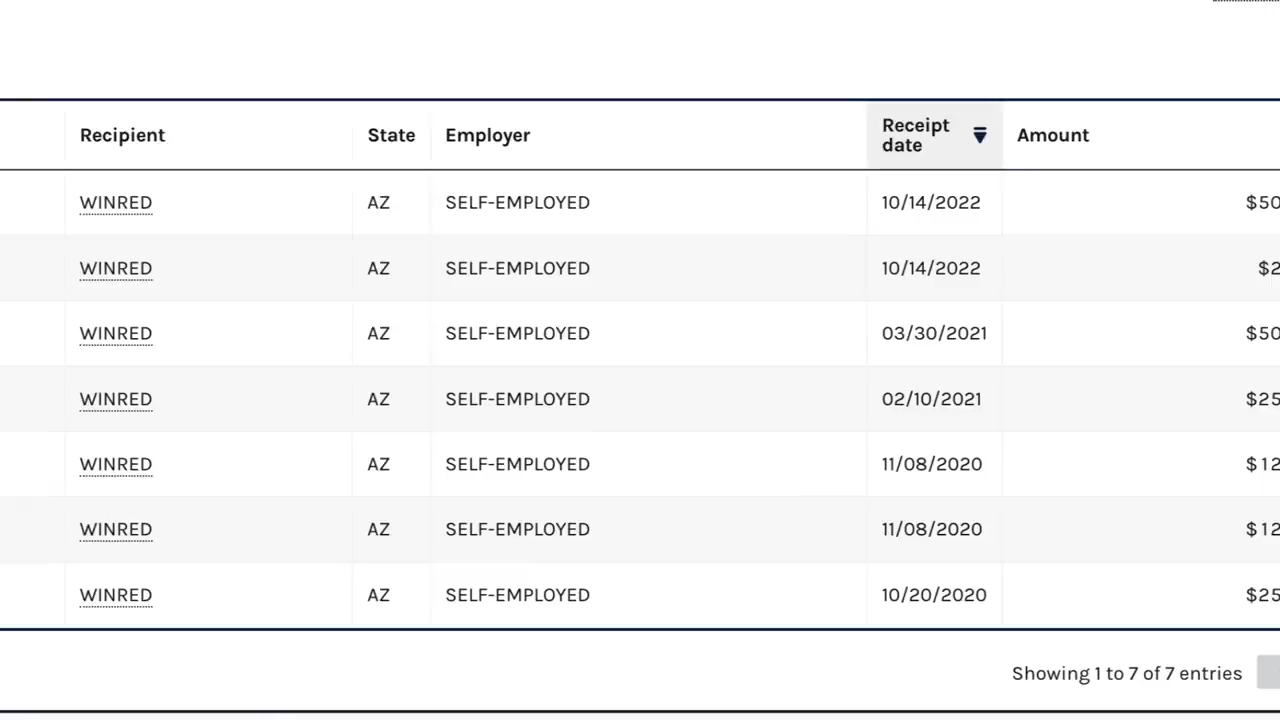 Recipient State Employer Receipt date Amount
WINRED AZ SELF-EMPLOYED 10/14/2022 $50
WINRED AZ SELF-EMPLOYED 10/14/2022 $2
WINRED AZ SELF-EMPLOYED 03/30/2021 $50
WINRED AZ SELF-EMPLOYED 02/10/2021 $25
WINRED AZ SELF-EMPLOYED 11/08/2020 $12
WINRED AZ SELF-EMPLOYED 11/08/2020 $12
WINRED AZ SELF-EMPLOYED 10/20/2020 $25
Showing 1 to 7 of 7 entries